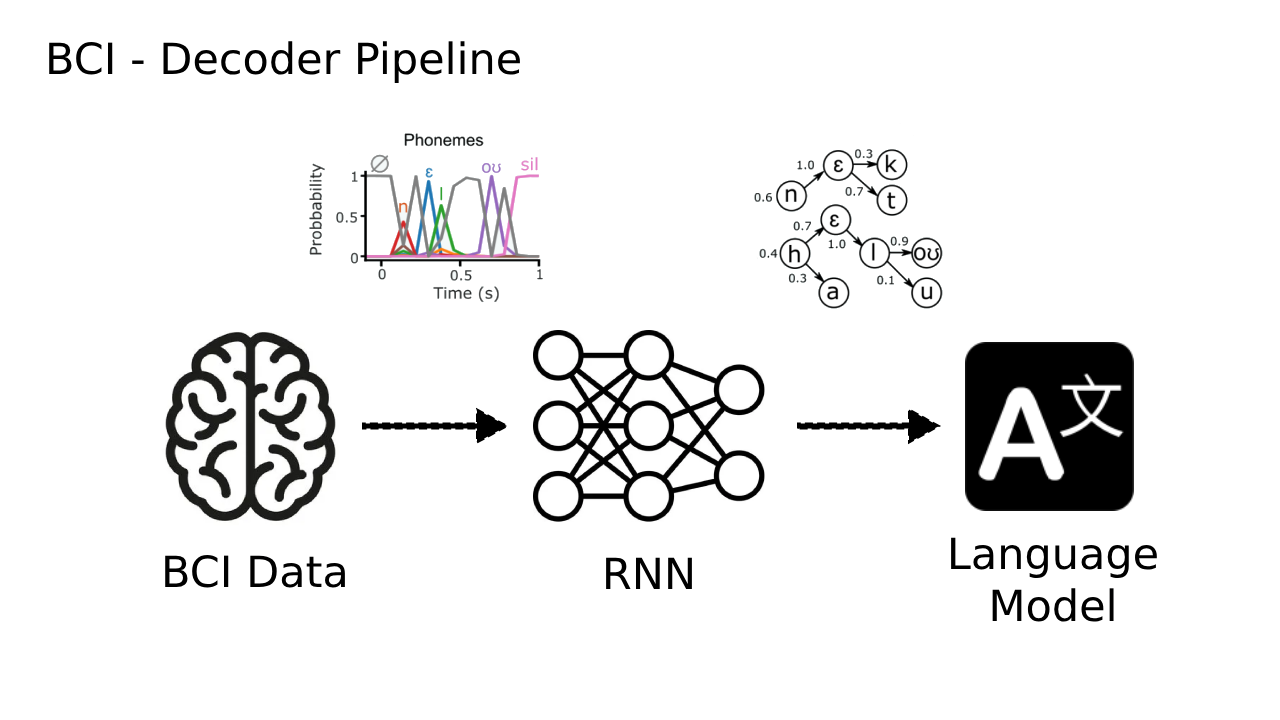 BCI - Decoder Pipeline
Phonemes
Probbability
1
0.5
0
∅
n
ε
l
oʊ
sil
0
0.5
1
Time (s)
0.6
n
1.0
ε
0.3
k
0.7
t
0.4
h
0.7
ε
1.0
l
0.9
oʊ
0.3
a
0.1
u
A文
BCI Data
RNN
Language
Model